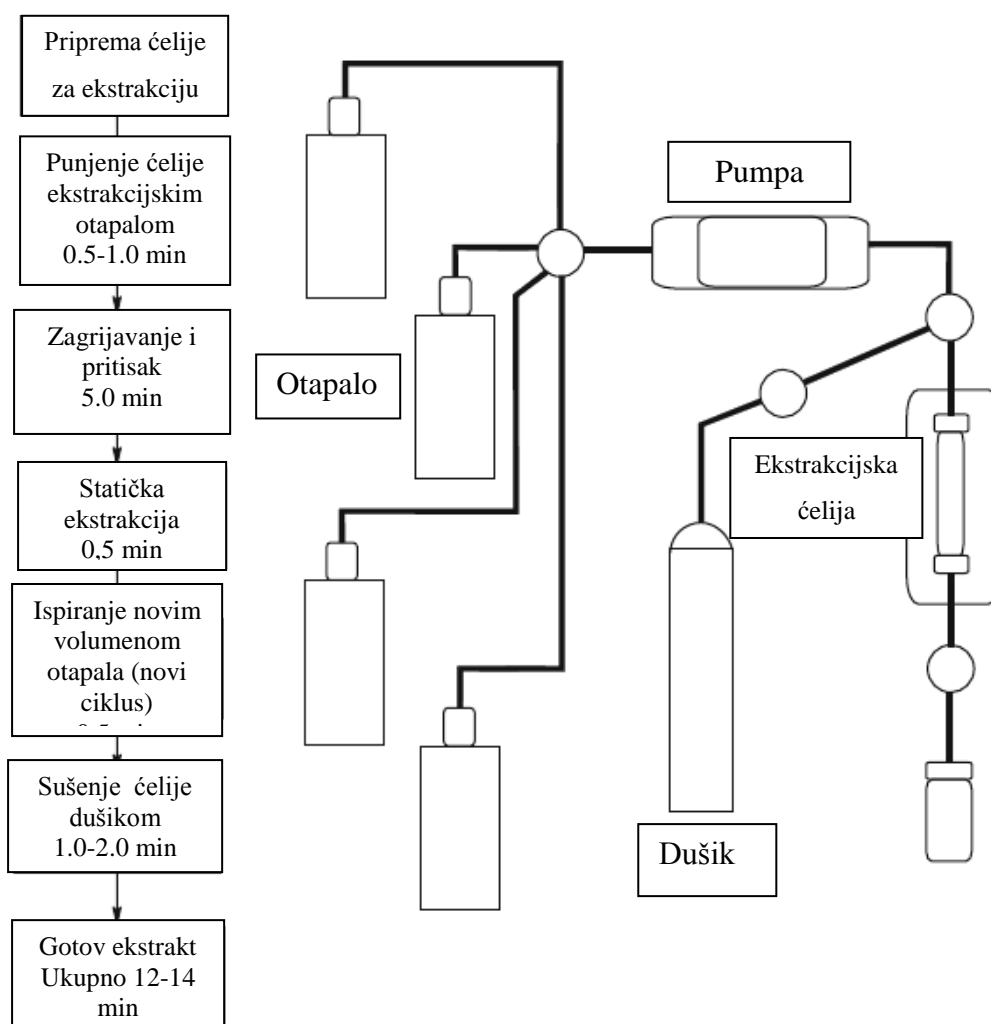 Priprema ćelije
za ekstrakciju
Punjenje ćelije
ekstrakcijskim
otapalom
0.5-1.0 min
Zagrijavanje i
pritisak
5.0 min
Statička
ekstrakcija
0,5 min
Ispiranje novim
volumenom
otapala (novi
ciklus)
Sušenje ćelije
dušikom
1.0-2.0 min
Gotov ekstrakt
Ukupno 12-14
min
Otapalo
Pumpa
Ekstrakcijska
ćelija
Dušik